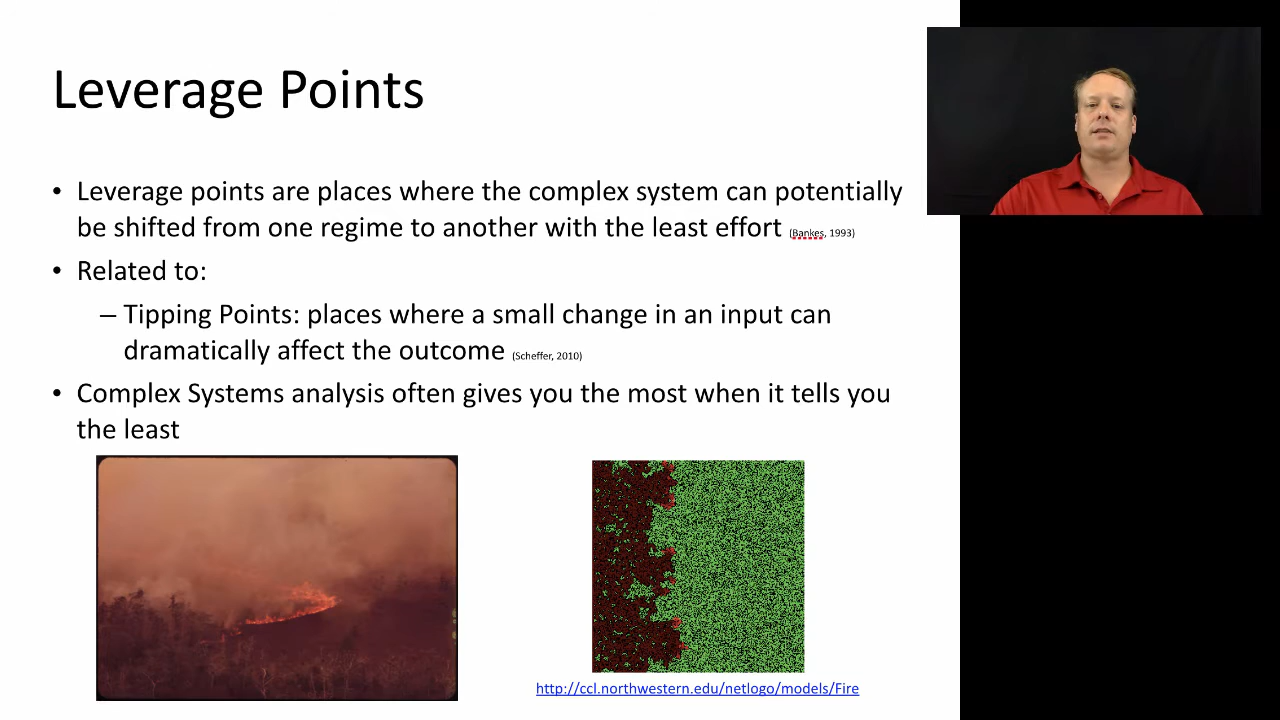 Leverage Points
• Leverage points are places where the complex system can potentially
be shifted from one regime to another with the least effort (Bankes, 1993)
• Related to:
– Tipping Points: places where a small change in an input can
dramatically affect the outcome (Scheffer, 2010)
• Complex Systems analysis often gives you the most when it tells you
the least
http://ccl.northwestern.edu/netlogo/models/Fire